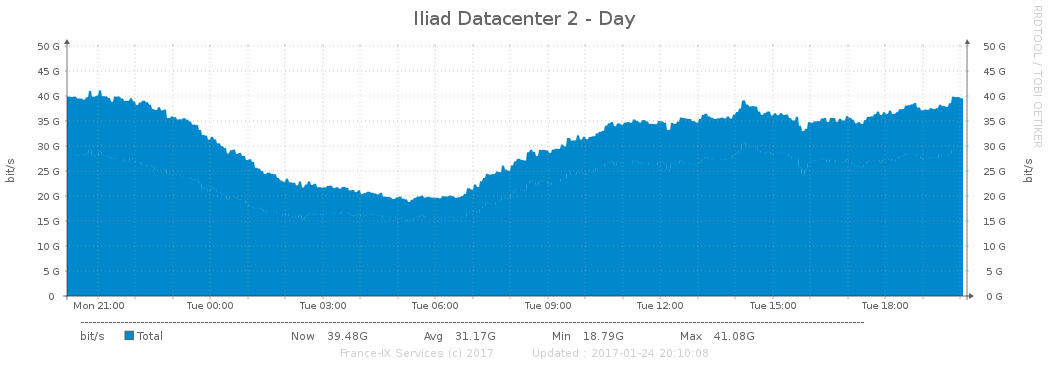 Iliad Datacenter 2 - Day
RRDTOOL / TOBI OETIKER
50 G 50 G
45 G 45 G
40 G 40 G
35 G 35 G
30 G 30 G
25 G 25 G
20 G 20 G
15 G 15 G
10 G 10 G
5 G 5 G
0 0 G
bit/s
bit/s
Mon 21:00 Tue 00:00 Tue 03:00 Tue 06:00 Tue 09:00 Tue 12:00 Tue 15:00 Tue 18:00
bit/s Total Now 39.48G Avg 31.17G Min 18.79G Max 41.08G
France-IX Services (c) 2017 Updated : 2017-01-24 20:10:08